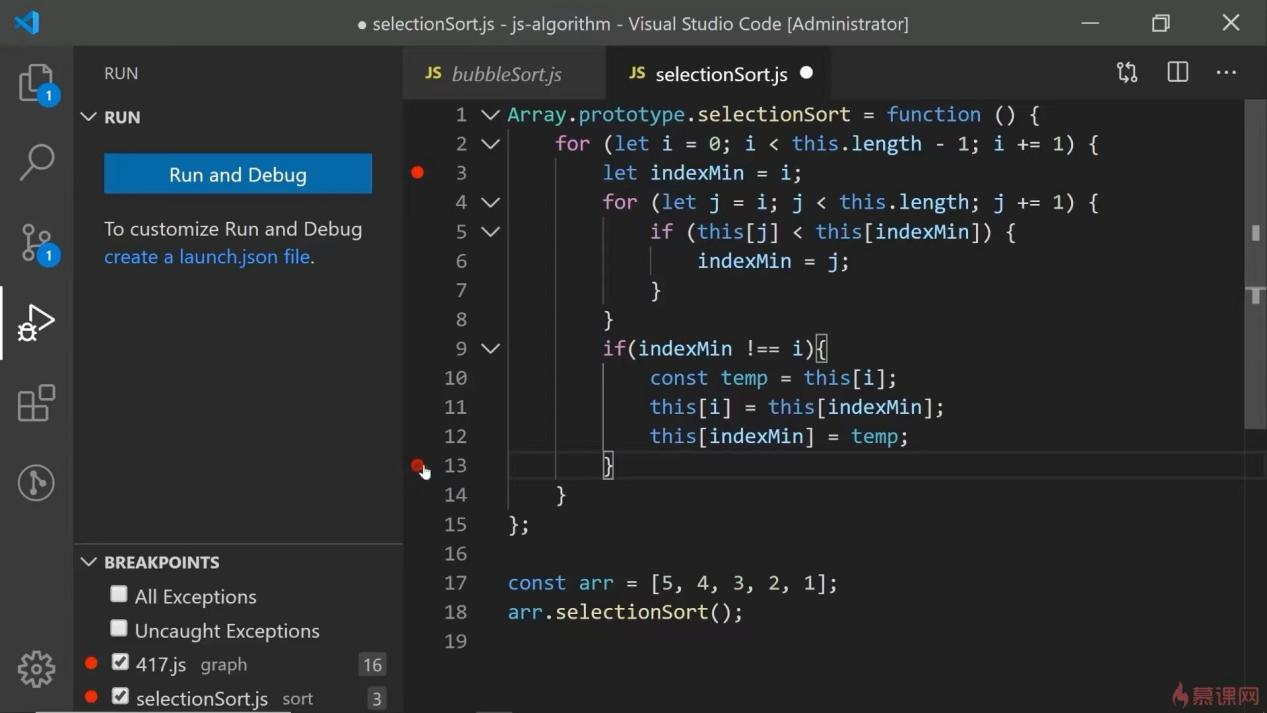 ● selectionSort.js - js-algorithm - Visual Studio Code [Administrator]
RUN
RUN
Run and Debug
To customize Run and Debug
create a launch.json file.
BREAKPOINTS
All Exceptions
Uncaught Exceptions
417.js graph 16
selectionSort.js sort 3
1
1
JS bubbleSort.js
JS selectionSort.js ●
1 Array.prototype.selectionSort = function () {
2     for (let i = 0; i < this.length - 1; i += 1) {
3         let indexMin = i;
4         for (let j = i; j < this.length; j += 1) {
5             if (this[j] < this[indexMin]) {
6                 indexMin = j;
7             }
8         }
9         if(indexMin !== i){
10             const temp = this[i];
11             this[i] = this[indexMin];
12             this[indexMin] = temp;
13         }
14     }
15 };
16
17 const arr = [5, 4, 3, 2, 1];
18 arr.selectionSort();
19
慕课网